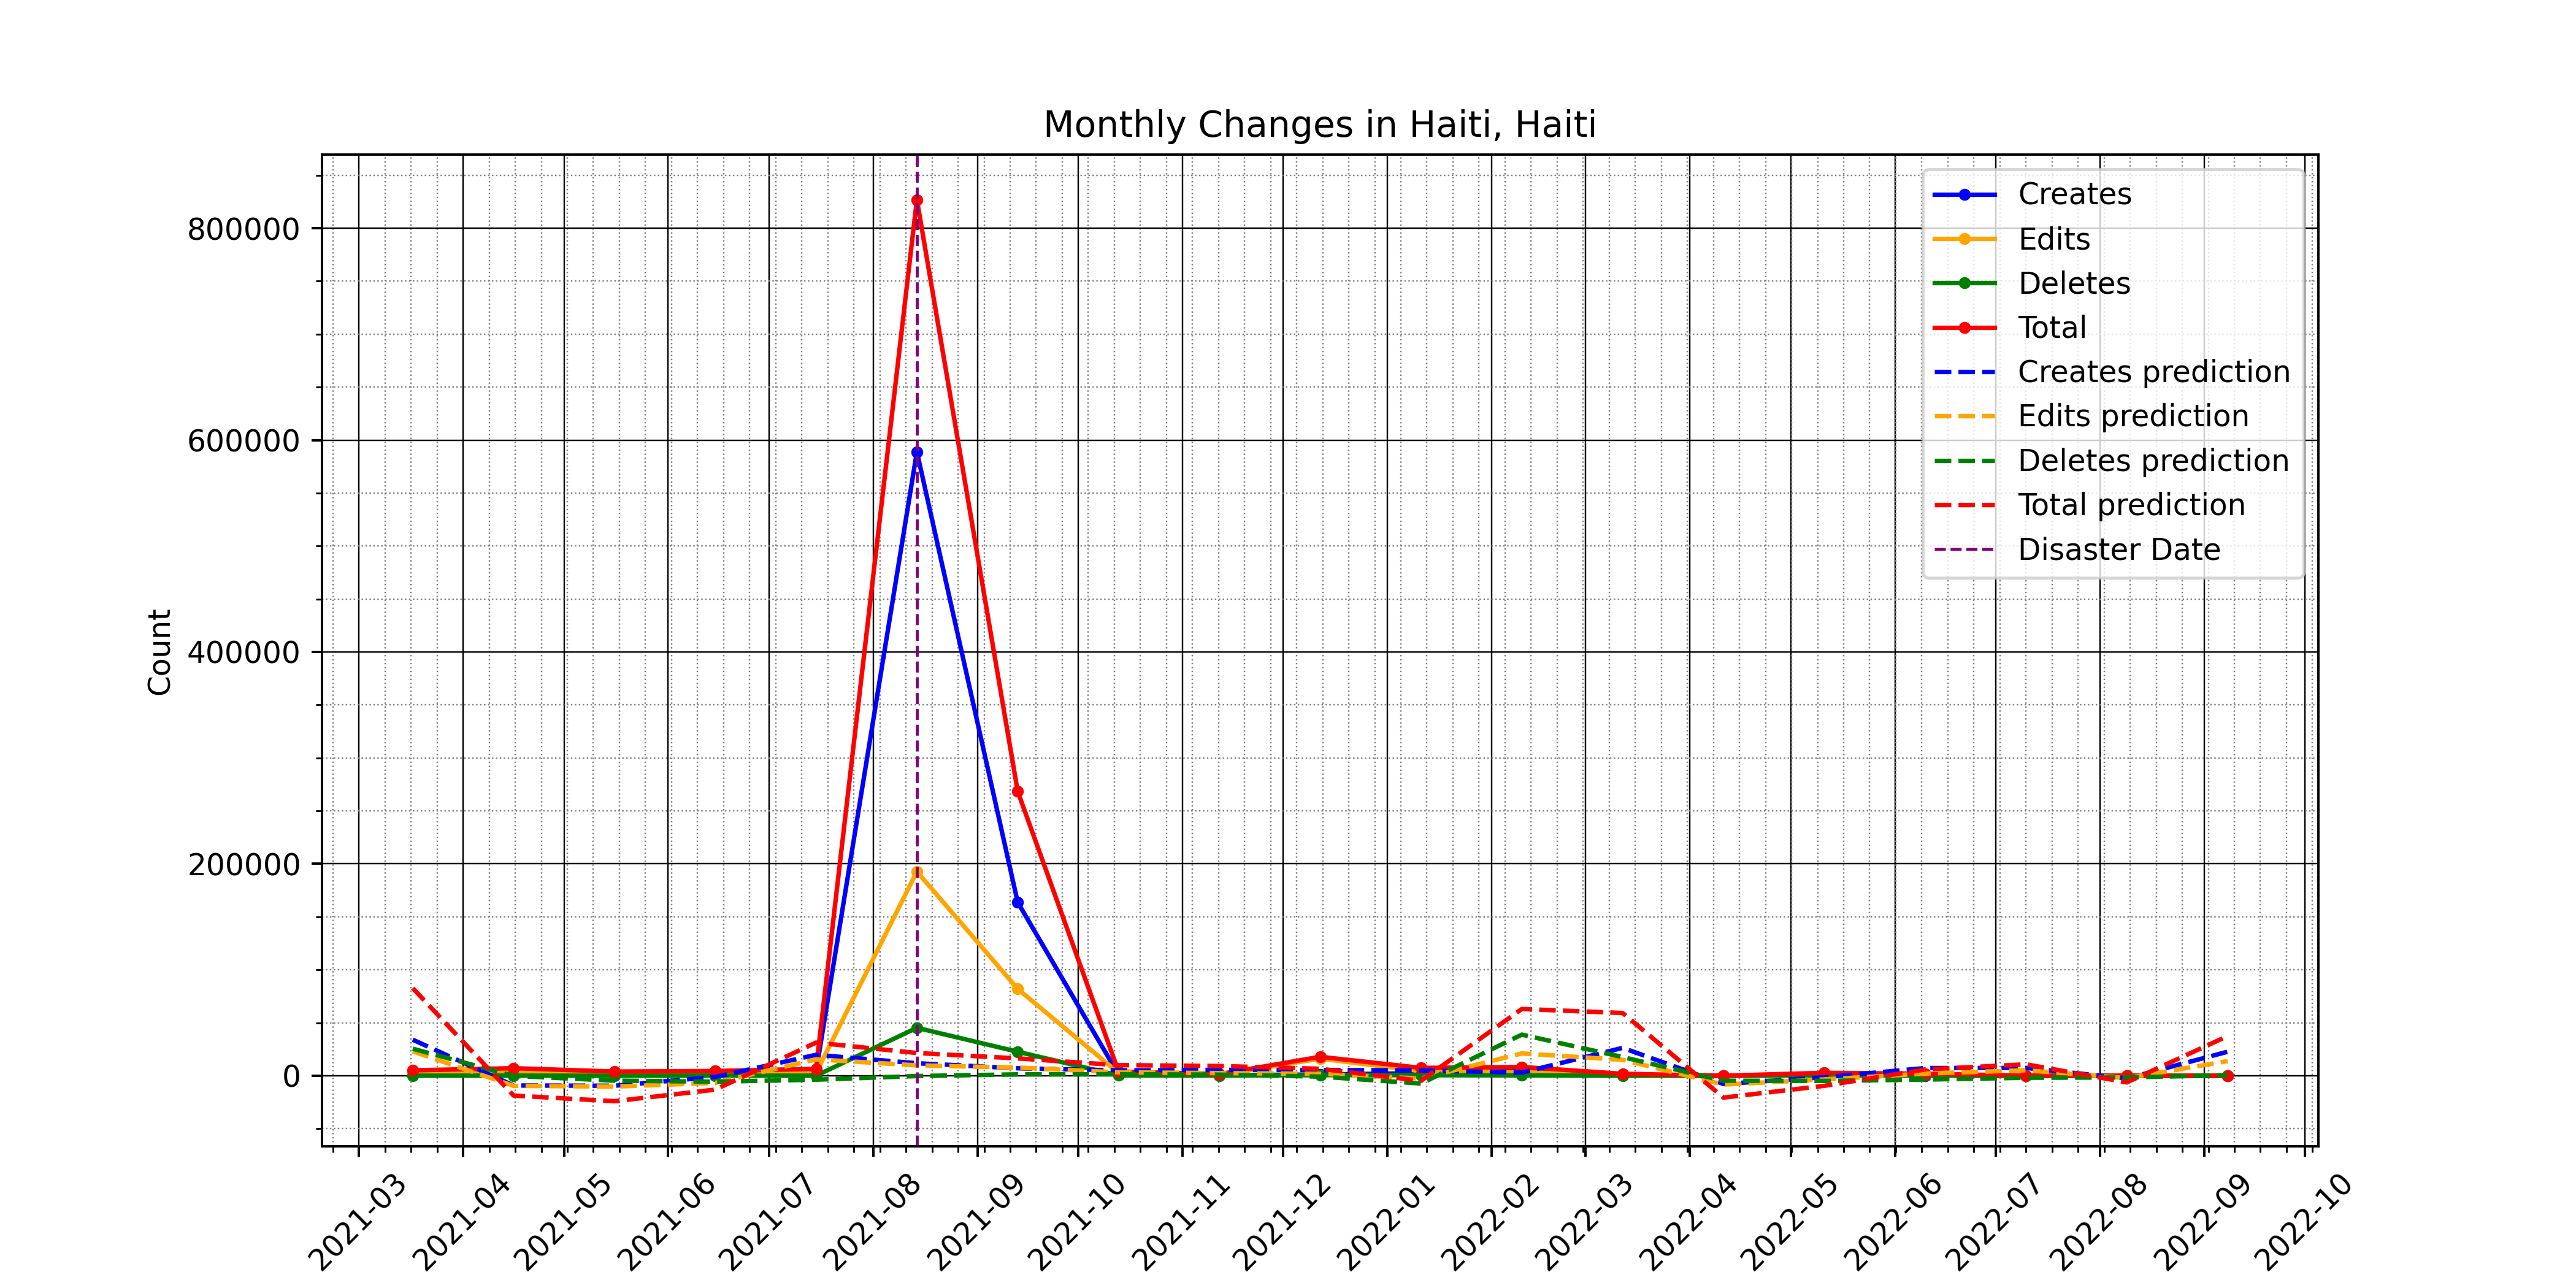 Monthly Changes in Haiti, Haiti
Count
800000
600000
400000
200000
0
Creates
Edits
Deletes
Total
Creates prediction
Edits prediction
Deletes prediction
Total prediction
Disaster Date
2021-03
2021-04
2021-05
2021-06
2021-07
2021-08
2021-09
2021-10
2021-11
2021-12
2022-01
2022-02
2022-03
2022-04
2022-05
2022-06
2022-07
2022-08
2022-09
2022-10